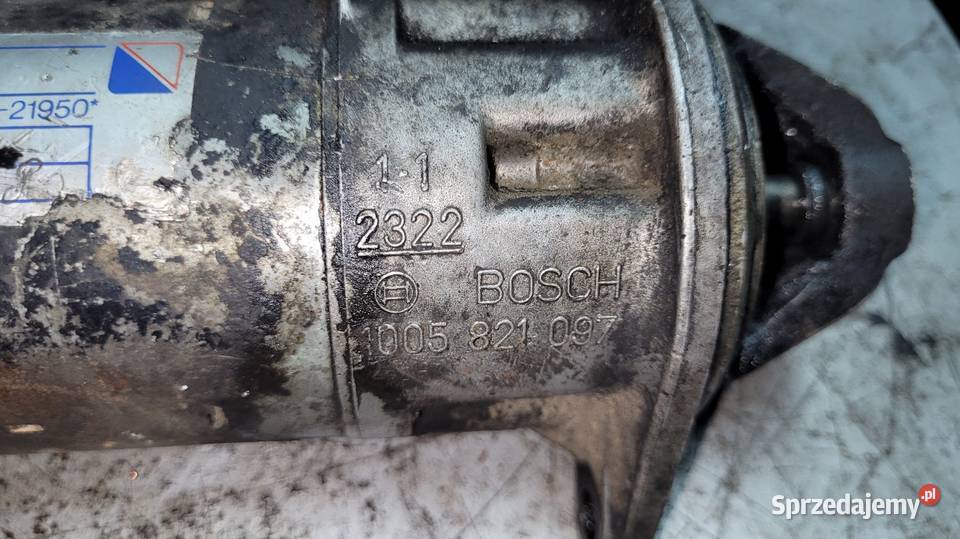 -21950*
1-1
2322
BOSCH
1005 821 097
Sprzedajemy.pl